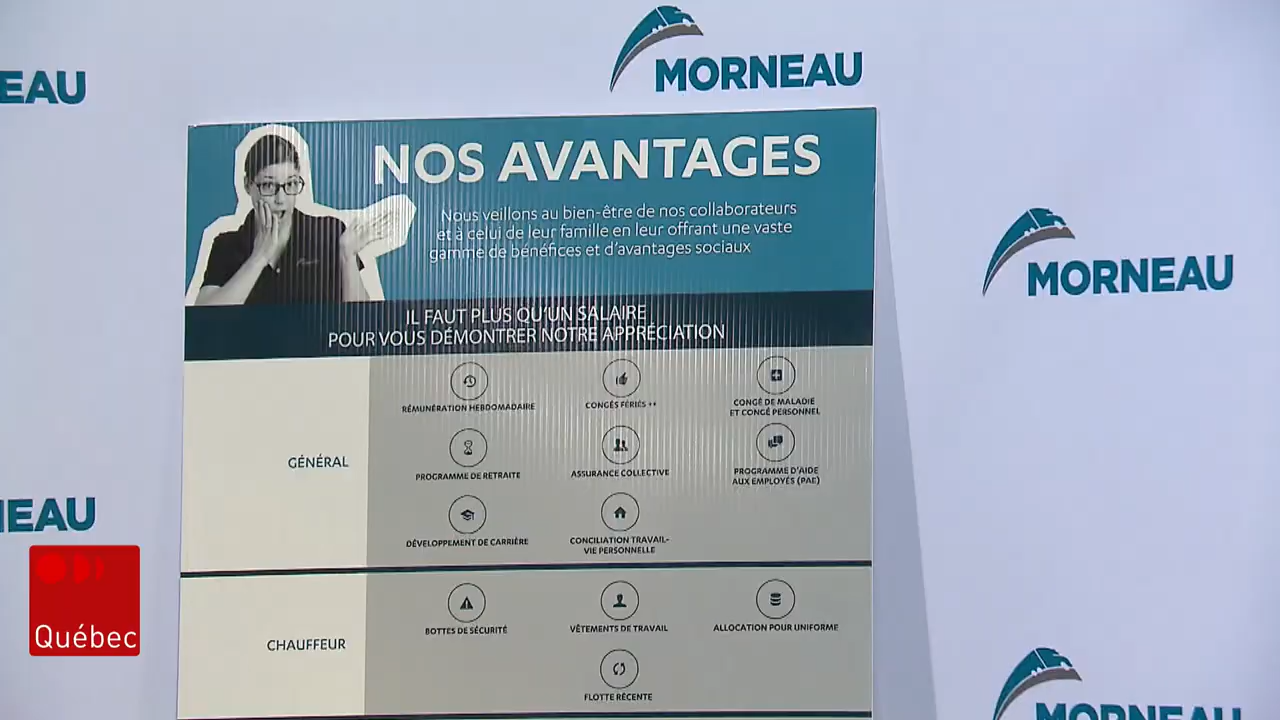 MORNEAU
EAU
NOS AVANTAGES
Nous veillons au bien-être de nos collaborateurs
et à celui de leur famille en leur offrant une vaste
gamme de bénéfices et d'avantages sociaux
MORNEAU
IL FAUT PLUS QU'UN SALAIRE
POUR VOUS DÉMONTRER NOTRE APPRÉCIATION
GÉNÉRAL
RÉMUNÉRATION HEBDOMADAIRE
CONGÉS FÉRIÉS ++
CONGÉ DE MALADIE
ET CONGÉ PERSONNEL
PROGRAMME DE RETRAITE
ASSURANCE COLLECTIVE
PROGRAMME D'AIDE
AUX EMPLOYÉS (PAE)
DÉVELOPPEMENT DE CARRIÈRE
CONCILIATION TRAVAIL-
VIE PERSONNELLE
NEAU
Québec
CHAUFFEUR
BOTTES DE SÉCURITÉ
VÊTEMENTS DE TRAVAIL
ALLOCATION POUR UNIFORME
FLOTTE RÉCENTE
MORNEAU